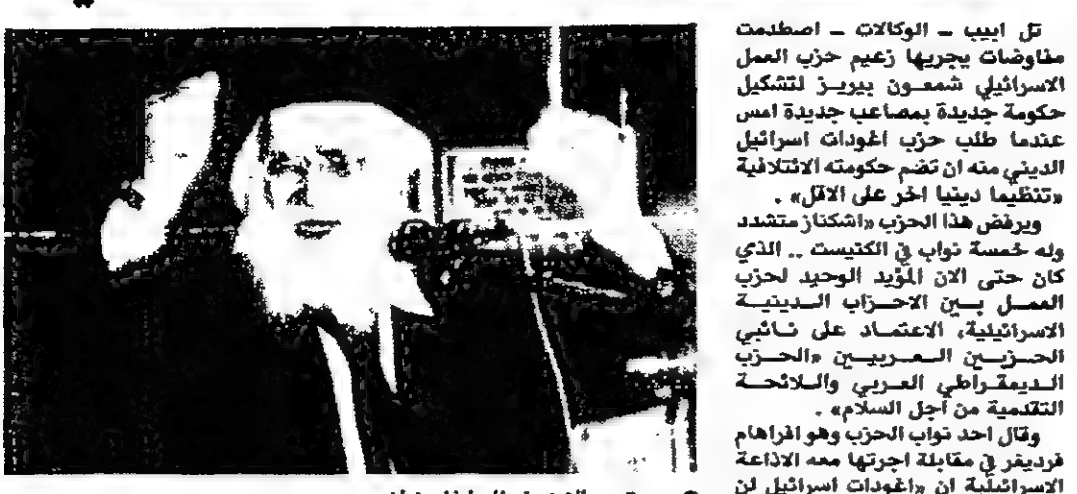 تل ابيب ــ الوكالات ــ اصطدمت
مفاوضات يجريها زعيم حزب العمل
الاسرائيلي شمعون بيريز لتشكيل
حكومة جديدة بمصاعب جديدة امس
عندما طلب حزب اغودات اسرائيل
الديني منه ان تضم حكومته الائتلافية
«تنظيما دينيا اخر على الاقل» .
ويرفض هذا الحزب «اشكناز متشدد
وله خمسة نواب في الكنيست .. الذي
كان حتى الان المؤيد الوحيد لحزب
العمل بين الاحزاب الدينية
الاسرائيلية، الاعتماد على نائبي
الحزبين العربيين «الحزب
الديمقراطي العربي واللائحة
التقدمية من أجل السلام» .
وقال احد نواب الحزب وهو افراهام
فرديغر في مقابلة اجرتها معه الاذاعة
الاسرائيلية ان «اغودات اسرائيل لن